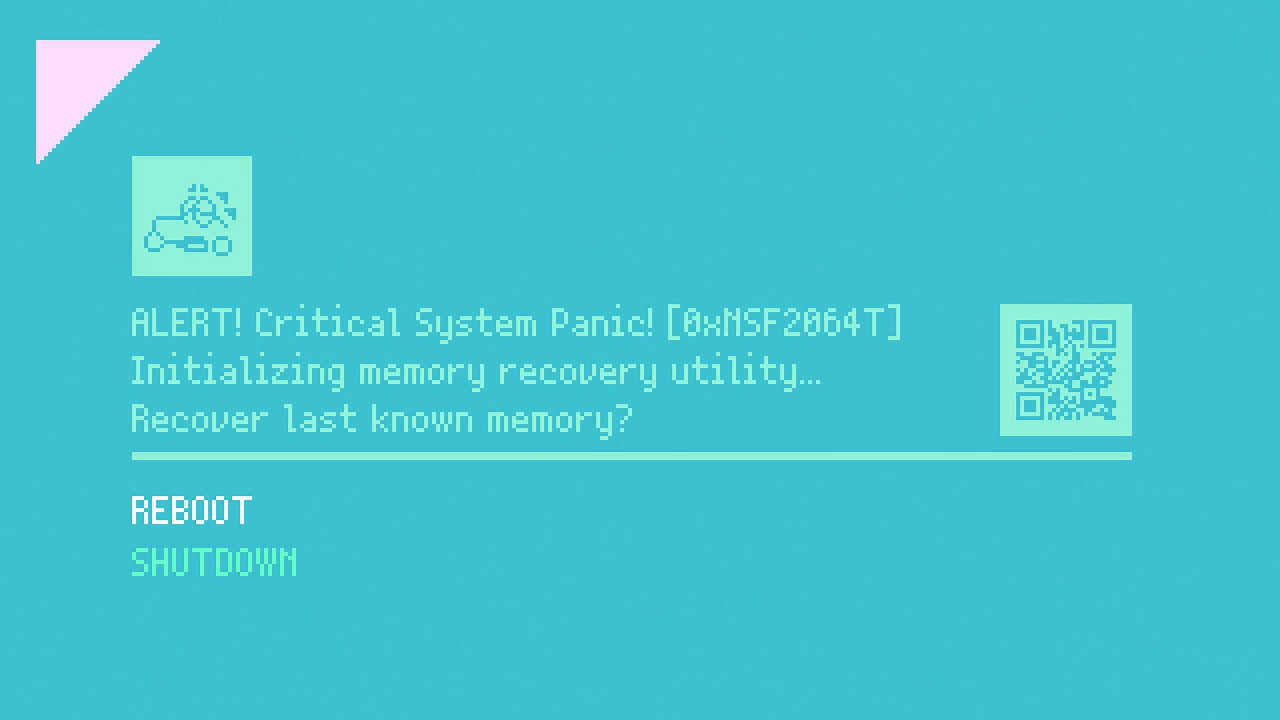 ALERT! Critical System Panic! [0xNSF2064T]
Initializing memory recovery utility...
Recover last known memory?
REBOOT
SHUTDOWN